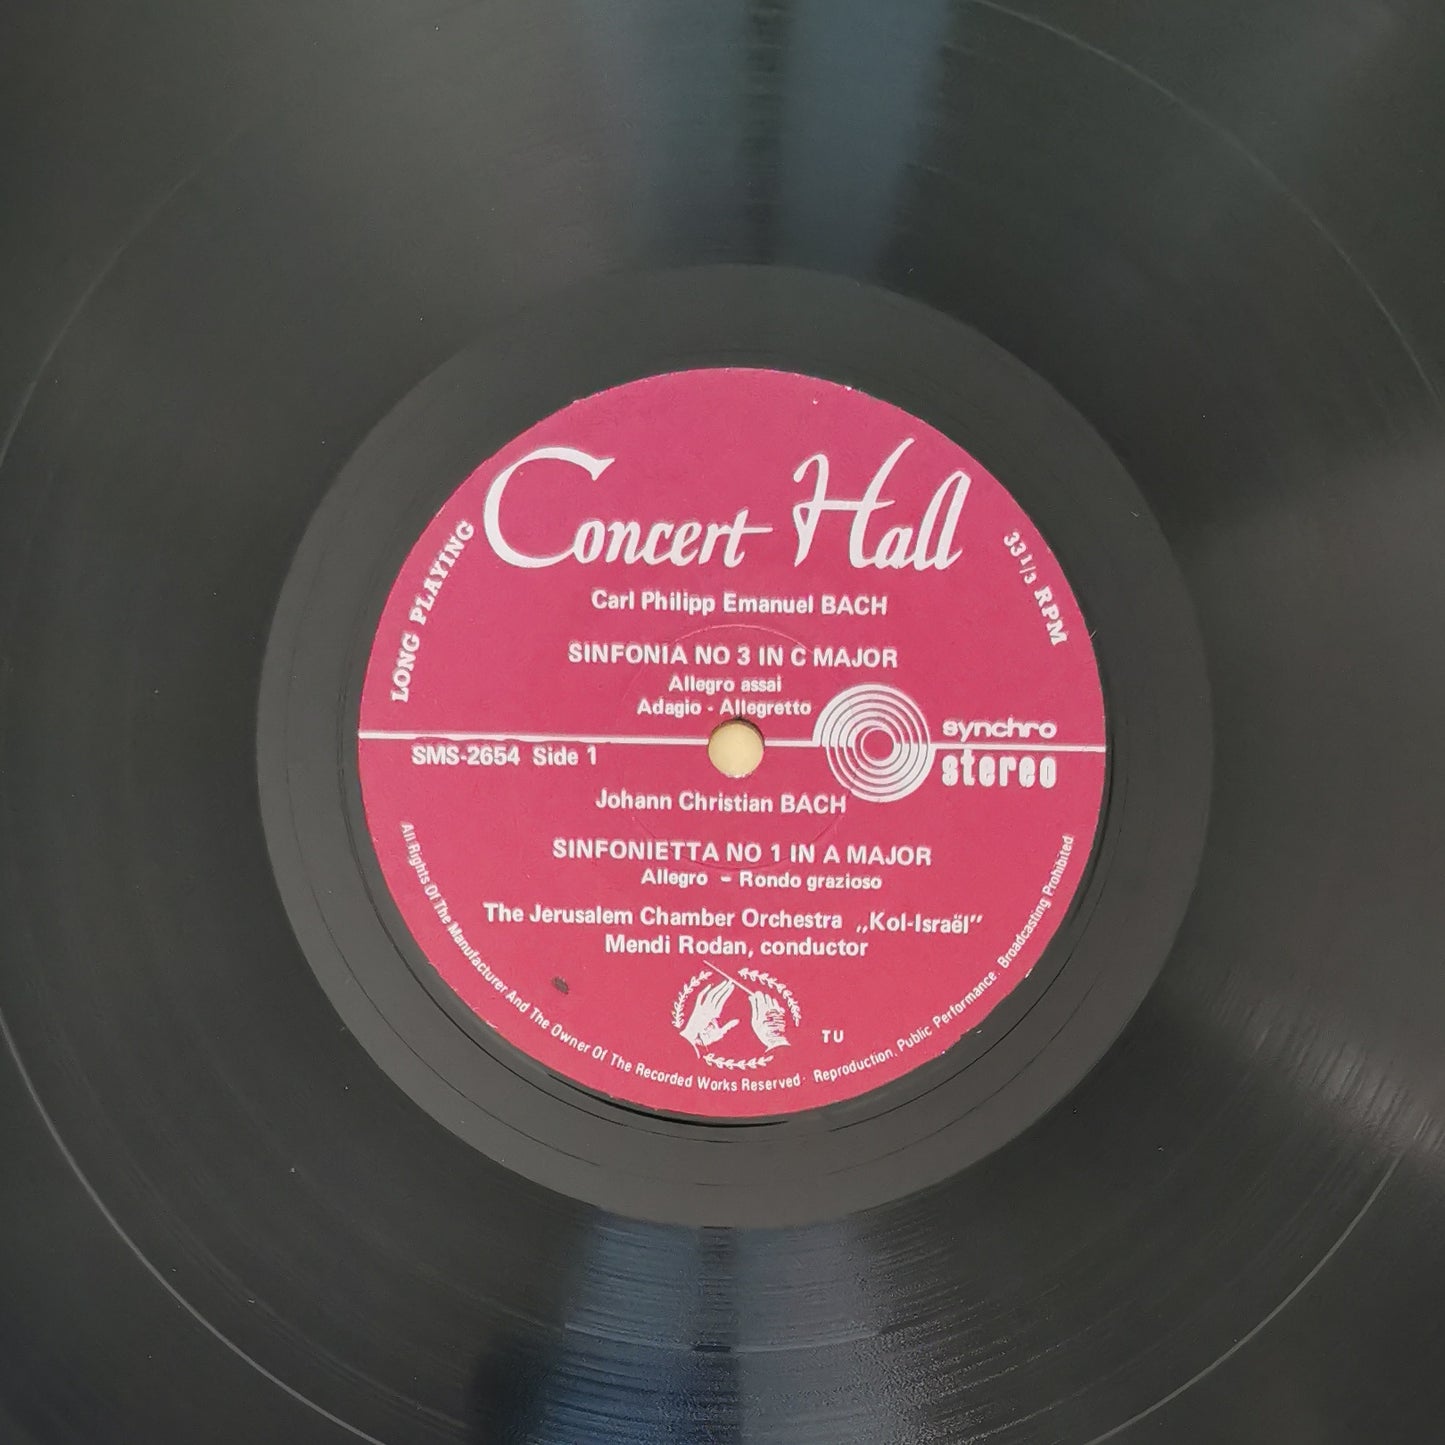 Concert Hall
LONG PLAYING
33 1/3 RPM
Carl Philipp Emanuel BACH
SINFONIA NO 3 IN C MAJOR
Allegro assai
Adagio - Allegretto
synchro
stereo
SMS-2654 Side 1
Johann Christian BACH
SINFONIETTA NO 1 IN A MAJOR
Allegro – Rondo grazioso
The Jerusalem Chamber Orchestra „Kol-Israël”
Mendi Rodan, conductor
TU
All Rights Of The Manufacturer And The Owner Of The Recorded Works Reserved · Reproduction, Public Performance, Broadcasting Prohibited